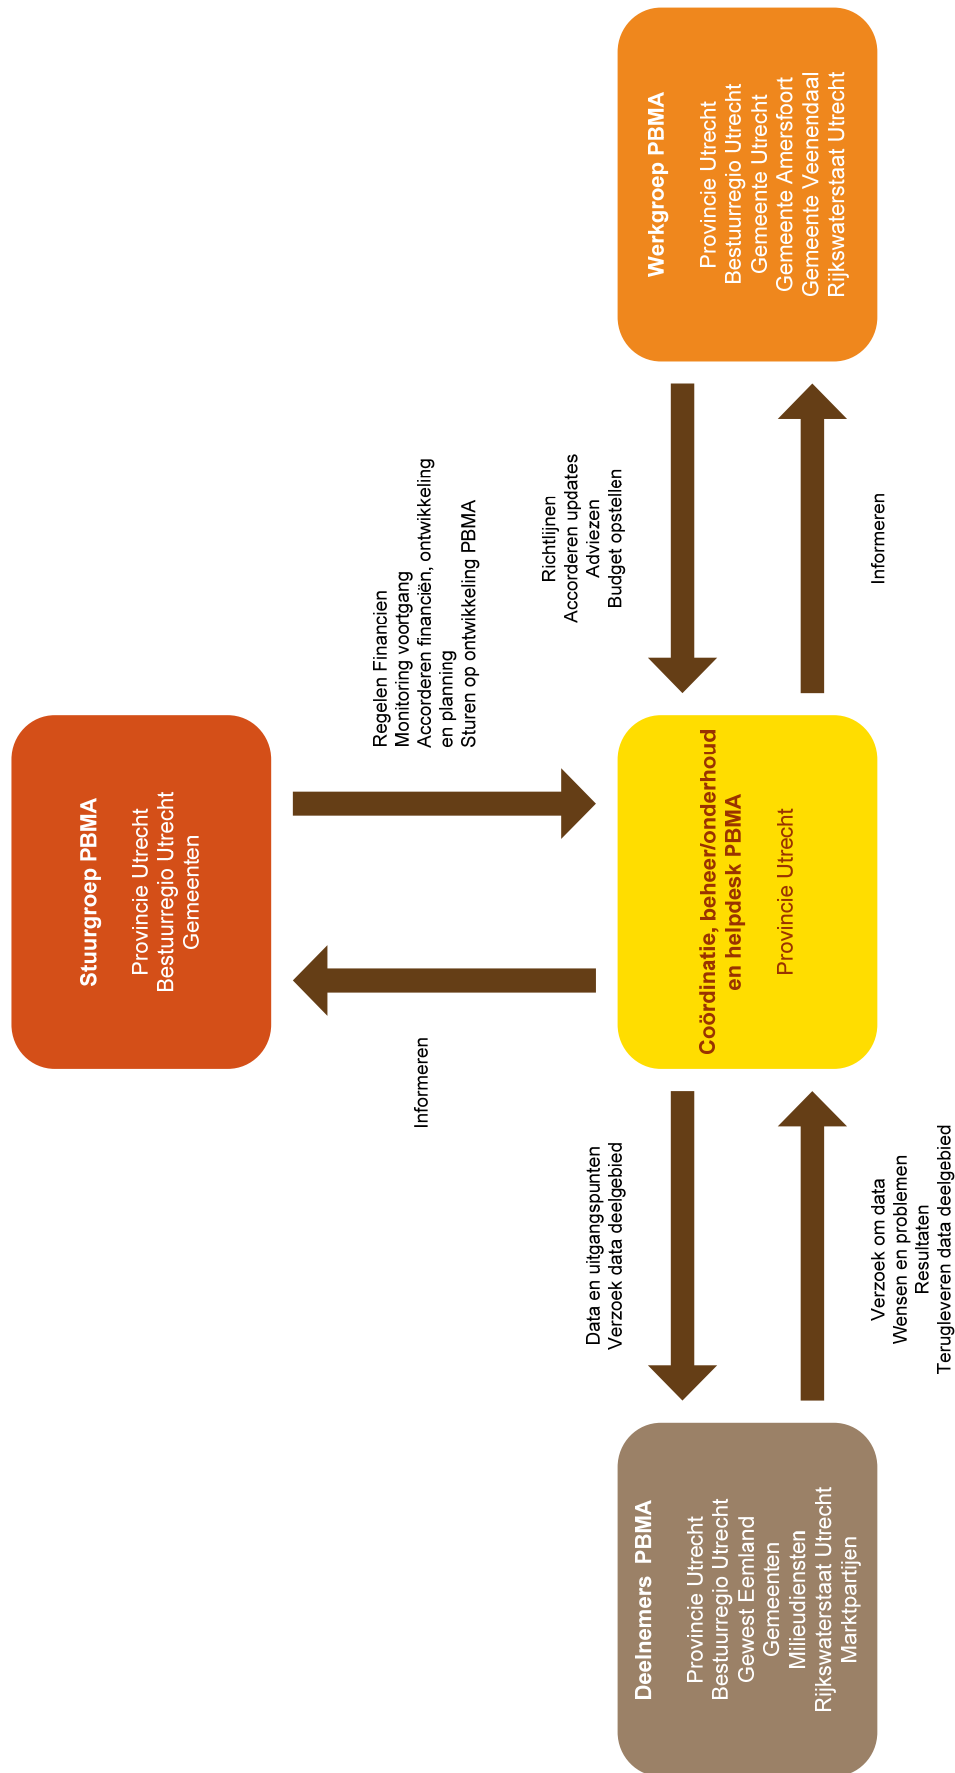 Stuurgroep PBMA
Provincie Utrecht
Bestuurregio Utrecht
Gemeenten
Informeren
Regelen Financien
Monitoring voortgang
Accorderen financiën, ontwikkeling
en planning
Sturen op ontwikkeling PBMA
Deelnemers PBMA
Provincie Utrecht
Bestuurregio Utrecht
Gewest Eemland
Gemeenten
Milieudiensten
Rijkswaterstaat Utrecht
Marktpartijen
Data en uitgangspunten
Verzoek data deelgebied
Verzoek om data
Wensen en problemen
Resultaten
Terugleveren data deelgebied
Coördinatie, beheer/onderhoud
en helpdesk PBMA
Provincie Utrecht
Richtlijnen
Accorderen updates
Adviezen
Budget opstellen
Informeren
Werkgroep PBMA
Provincie Utrecht
Bestuurregio Utrecht
Gemeente Utrecht
Gemeente Amersfoort
Gemeente Veenendaal
Rijkswaterstaat Utrecht